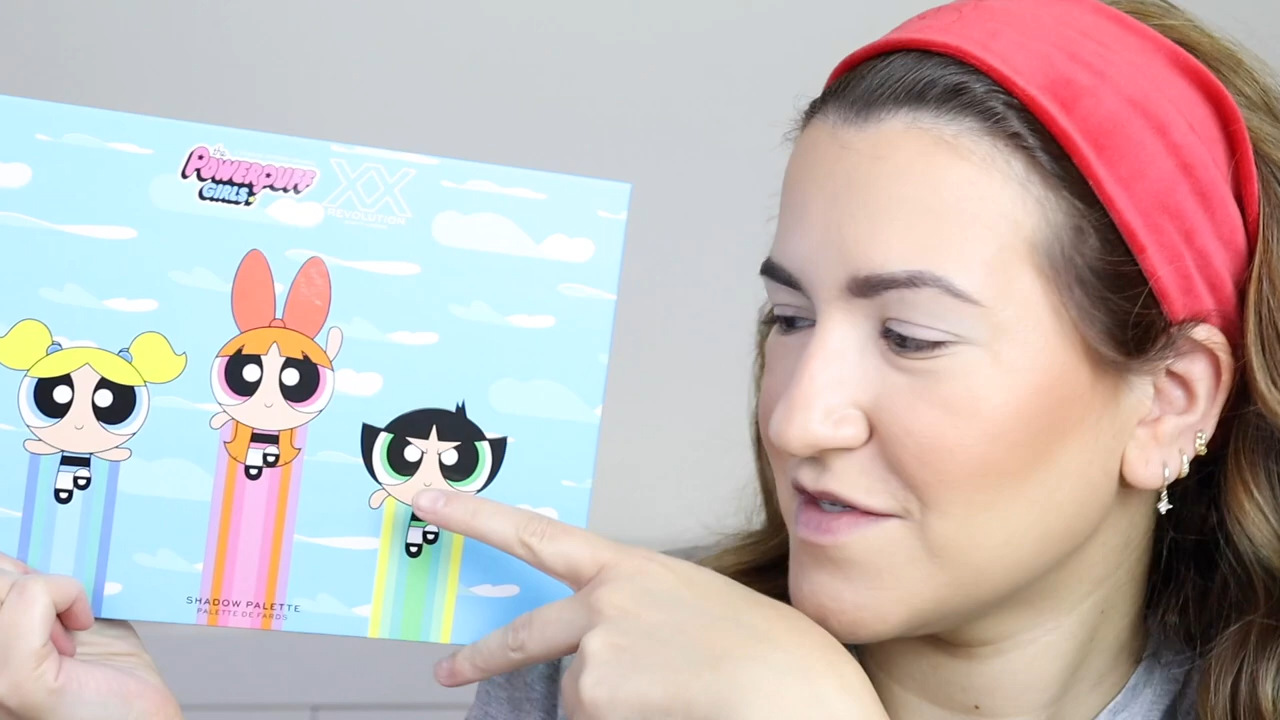 the
POWERPUFF
GIRLS
XX
REVOLUTION
SHADOW PALETTE
PALETTE DE FARDS